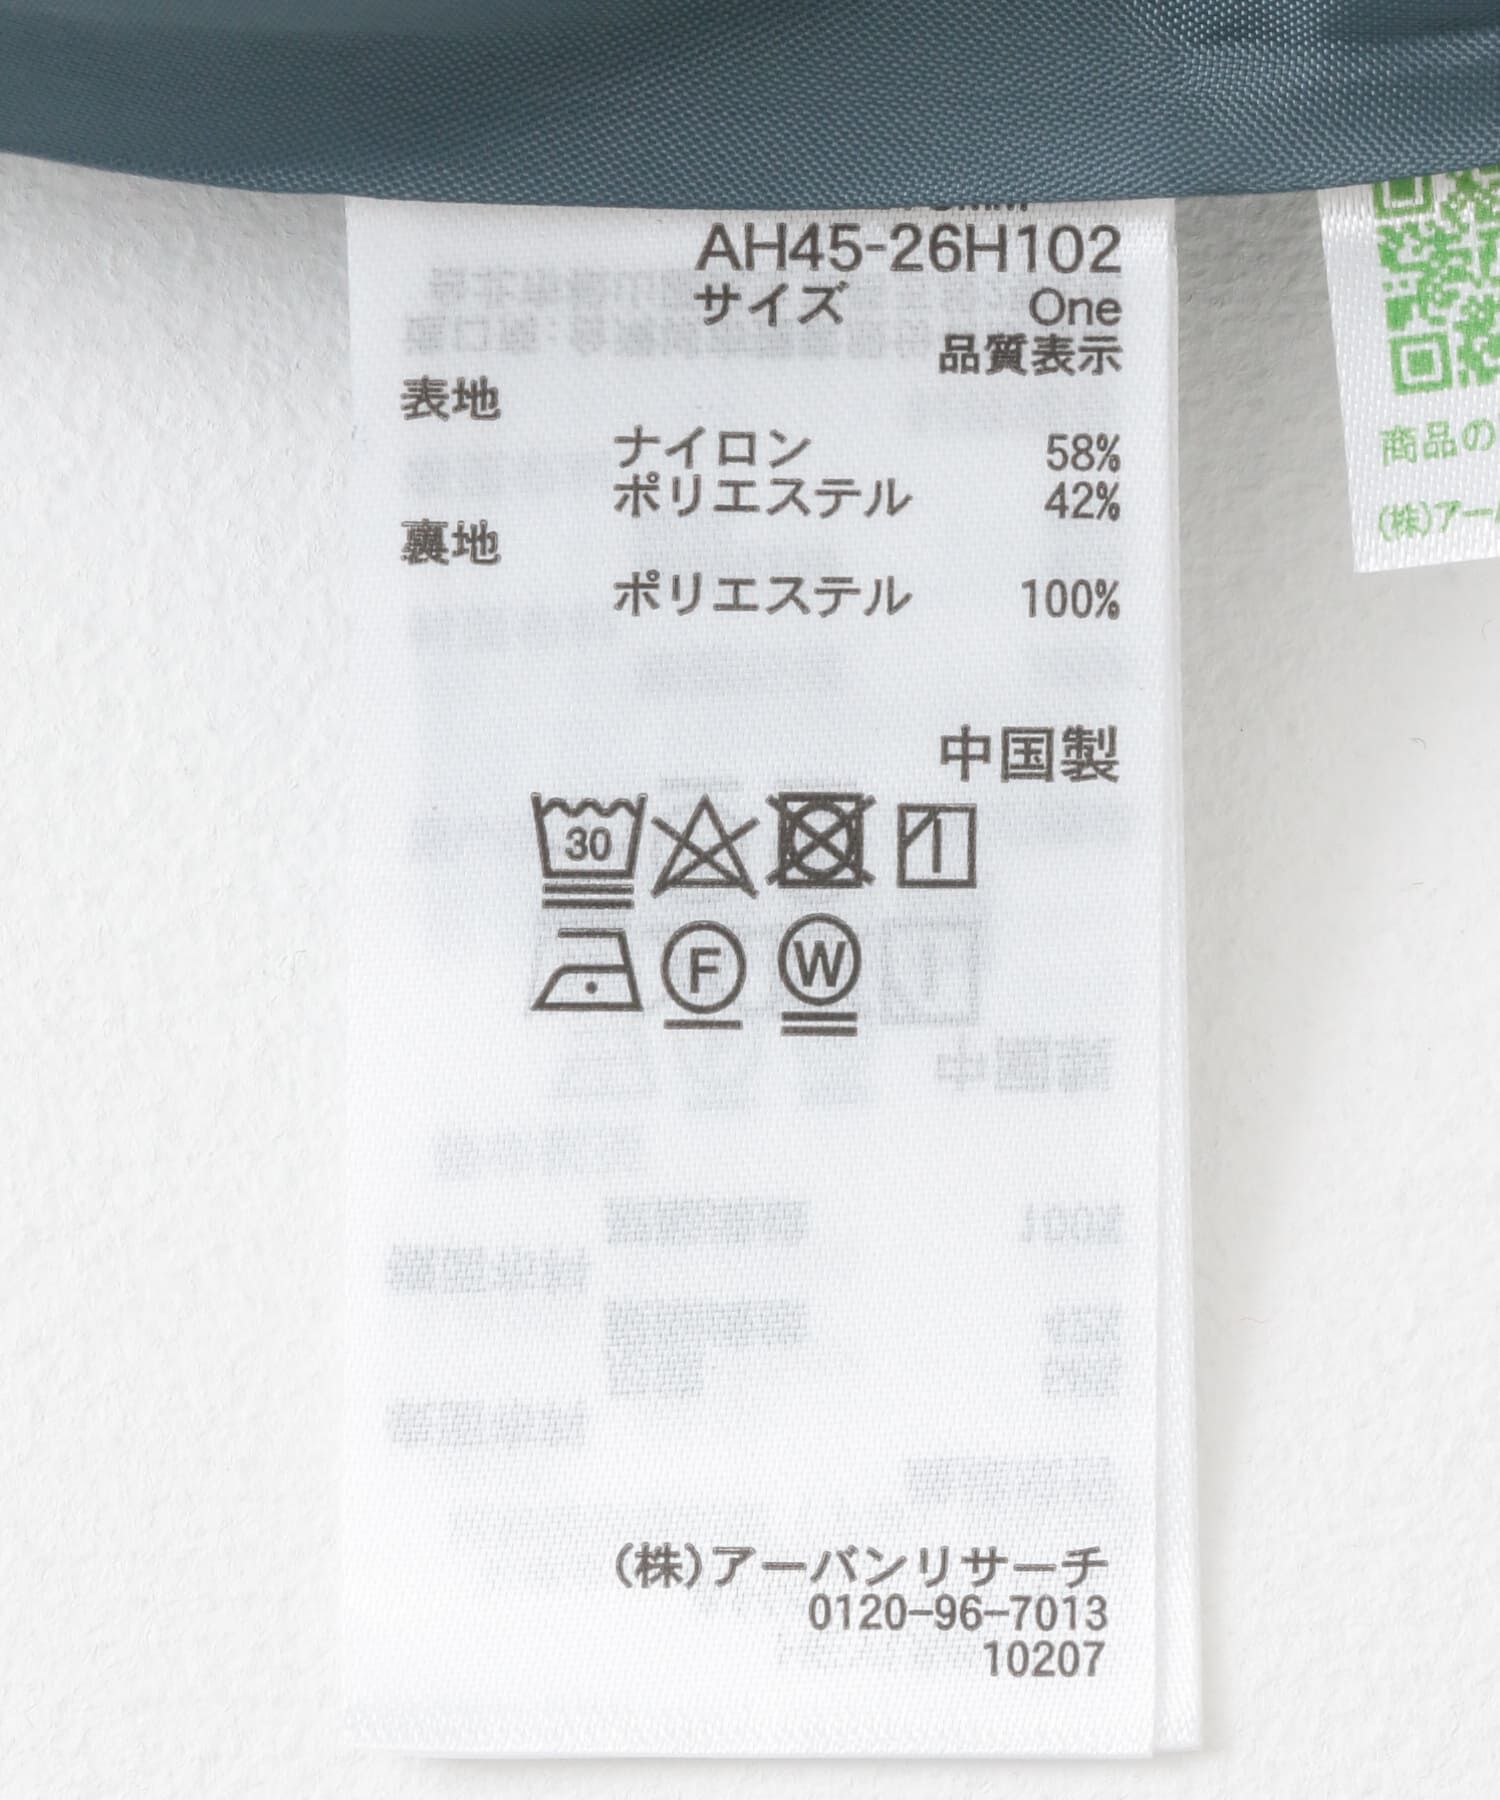 AH45-26H102
サイズ One
品質表示
表地
ナイロン 58%
ポリエステル 42%
裏地
ポリエステル 100%
中国製
30
F W
(株)アーバンリサーチ
0120-96-7013
10207
商品の
(株)アー